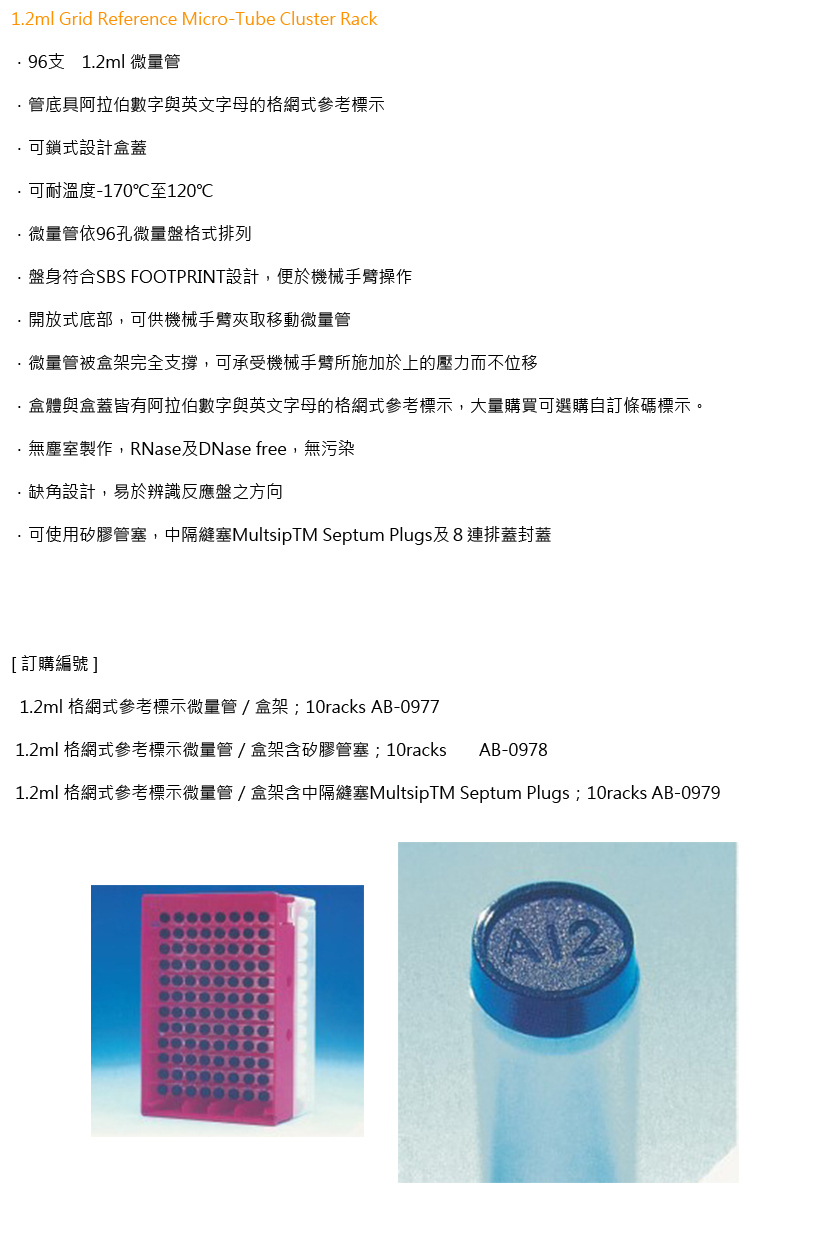 1.2ml Grid Reference Micro-Tube Cluster Rack
．96支　1.2ml 微量管
．管底具阿拉伯數字與英文字母的格網式參考標示
．可鎖式設計盒蓋
．可耐溫度-170℃至120℃
．微量管依96孔微量盤格式排列
．盤身符合SBS FOOTPRINT設計，便於機械手臂操作
．開放式底部，可供機械手臂夾取移動微量管
．微量管被盒架完全支撐，可承受機械手臂所施加於上的壓力而不位移
．盒體與盒蓋皆有阿拉伯數字與英文字母的格網式參考標示，大量購買可選購自訂條碼標示。
．無塵室製作，RNase及DNase free，無污染
．缺角設計，易於辨識反應盤之方向
．可使用矽膠管塞，中隔縫塞MultsipTM Septum Plugs及８連排蓋封蓋
[ 訂購編號 ]
1.2ml 格網式參考標示微量管 / 盒架；10racks AB-0977
1.2ml 格網式參考標示微量管 / 盒架含矽膠管塞；10racks　 AB-0978
1.2ml 格網式參考標示微量管 / 盒架含中隔縫塞MultsipTM Septum Plugs；10racks AB-0979
A12